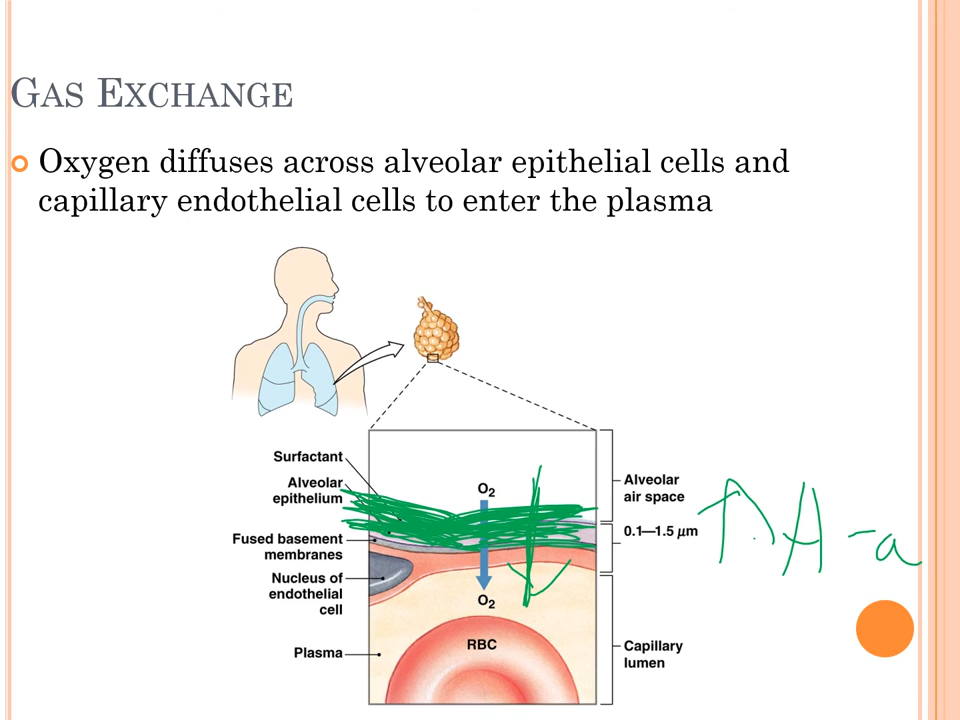 GAS EXCHANGE
Oxygen diffuses across alveolar epithelial cells and
capillary endothelial cells to enter the plasma
Surfactant
Alveolar
epithelium
Fused basement
membranes
Nucleus of
endothelial
cell
Plasma
O2
O2
RBC
Alveolar
air space
0.1—1.5 μm
Capillary
lumen
↑ A-a